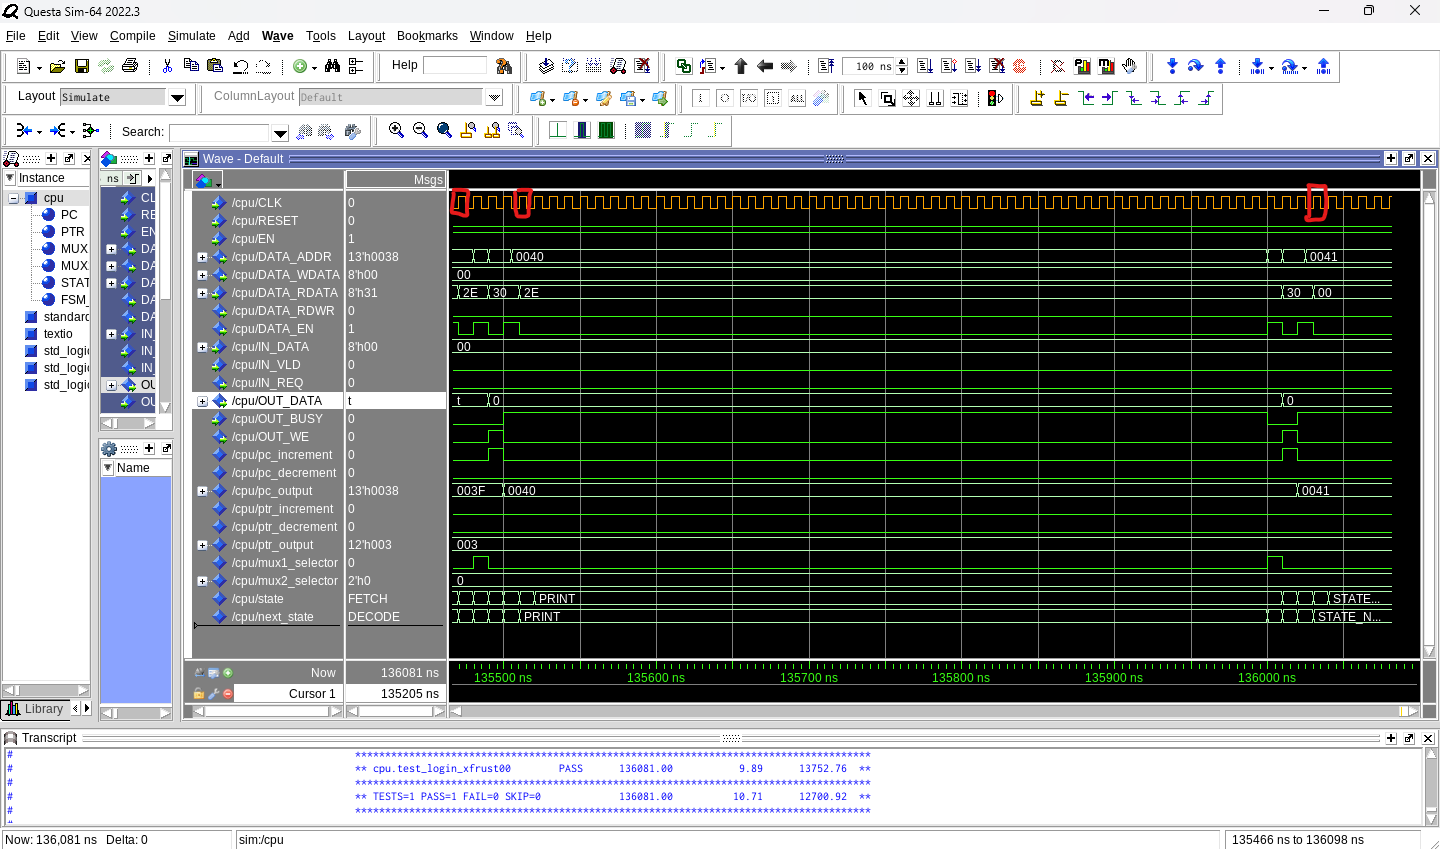 Questa Sim-64 2022.3
File Edit View Compile Simulate Add Wave Tools Layout Bookmarks Window Help
Help
100 ns
Layout Simulate
ColumnLayout Default
Search:
Wave - Default
Instance
cpu
PC
PTR
MUX
MUX
STAT
FSM_
standard
textio
std_logic
std_logic
std_logic
ns
CL
RE
EN
DA
DA
DA
DA
DA
IN_
IN_
IN_
OU
OU
Name
Library
Msgs
/cpu/CLK 0
/cpu/RESET 0
/cpu/EN 1
/cpu/DATA_ADDR 13'h0038 0040 0041
/cpu/DATA_WDATA 8'h00 00
/cpu/DATA_RDATA 8'h31 2E 30 2E 30 00
/cpu/DATA_RDWR 0
/cpu/DATA_EN 1
/cpu/IN_DATA 8'h00 00
/cpu/IN_VLD 0
/cpu/IN_REQ 0
/cpu/OUT_DATA t t 0 0
/cpu/OUT_BUSY 0
/cpu/OUT_WE 0
/cpu/pc_increment 0
/cpu/pc_decrement 0
/cpu/pc_output 13'h0038 003F 0040 0041
/cpu/ptr_increment 0
/cpu/ptr_decrement 0
/cpu/ptr_output 12'h003 003
/cpu/mux1_selector 0
/cpu/mux2_selector 2'h0 0
/cpu/state FETCH PRINT STATE...
/cpu/next_state DECODE PRINT STATE_N...
Now 136081 ns
135500 ns 135600 ns 135700 ns 135800 ns 135900 ns 136000 ns
Cursor 1 135205 ns
Transcript
# **************************************************************************************
# ** cpu.test_login_xfrust00 PASS 136081.00 9.89 13752.76 **
# **************************************************************************************
# ** TESTS=1 PASS=1 FAIL=0 SKIP=0 136081.00 10.71 12700.92 **
# **************************************************************************************
Now: 136,081 ns Delta: 0
sim:/cpu
135466 ns to 136098 ns